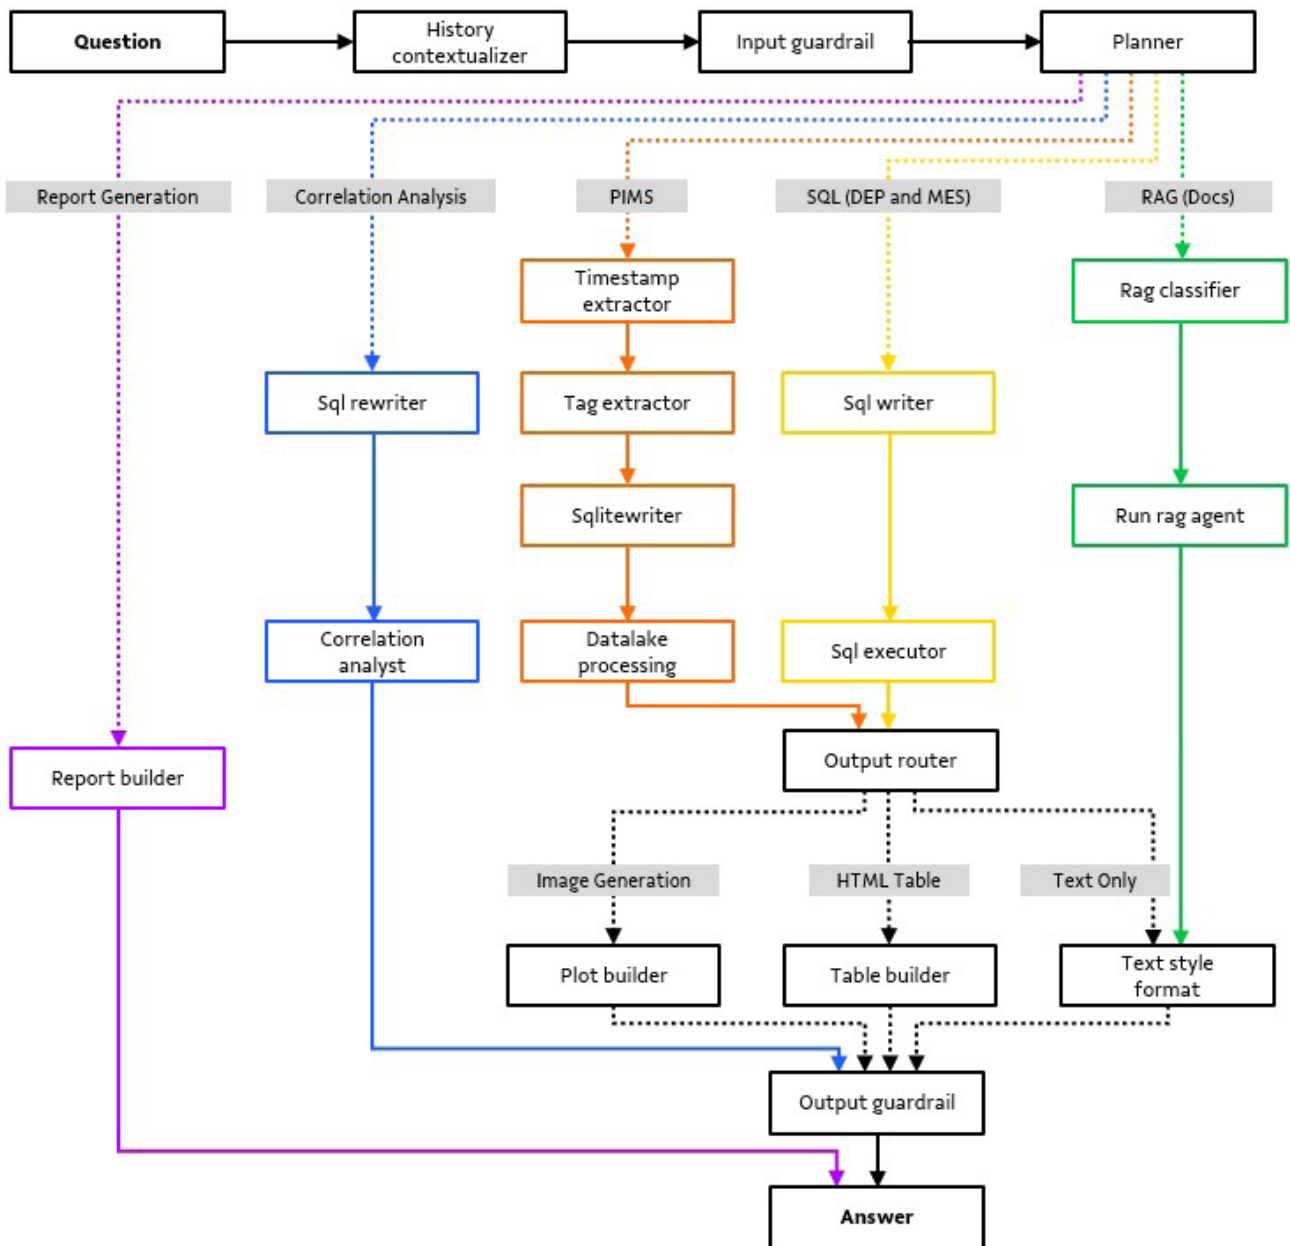 Question
History
contextualizer
Input guardrail
Planner
Report Generation
Correlation Analysis
PIMS
SQL (DEP and MES)
RAG (Docs)
Timestamp
extractor
Rag classifier
Sql rewriter
Tag extractor
Sql writer
Sqlitewriter
Run rag agent
Correlation
analyst
Datalake
processing
Sql executor
Output router
Report builder
Image Generation
HTML Table
Text Only
Plot builder
Table builder
Text style
format
Output guardrail
Answer